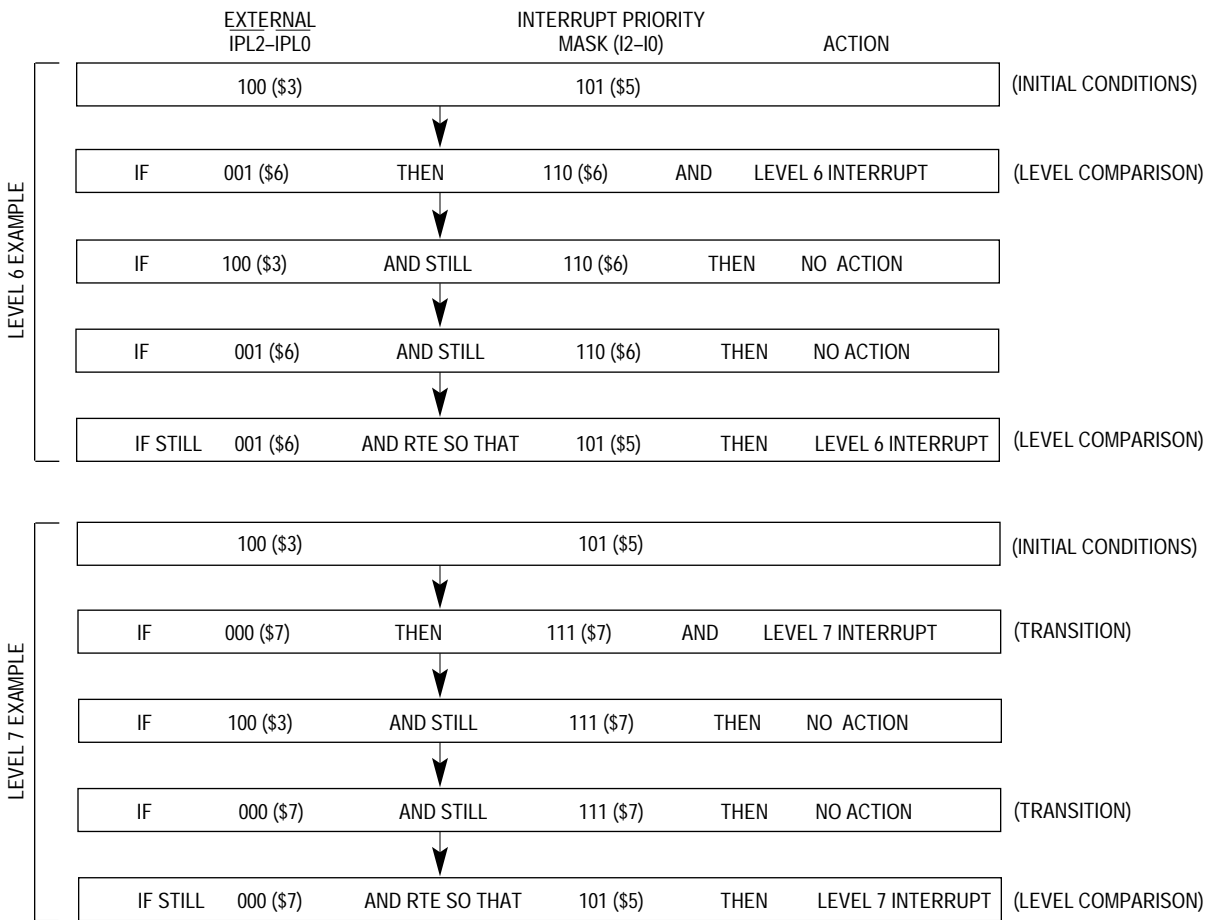 EXTERNAL
IPL2–IPL0
INTERRUPT PRIORITY
MASK (I2–I0)
ACTION
LEVEL 6 EXAMPLE
100 ($3) 101 ($5) (INITIAL CONDITIONS)
IF 001 ($6) THEN 110 ($6) AND LEVEL 6 INTERRUPT (LEVEL COMPARISON)
IF 100 ($3) AND STILL 110 ($6) THEN NO ACTION
IF 001 ($6) AND STILL 110 ($6) THEN NO ACTION
IF STILL 001 ($6) AND RTE SO THAT 101 ($5) THEN LEVEL 6 INTERRUPT (LEVEL COMPARISON)
LEVEL 7 EXAMPLE
100 ($3) 101 ($5) (INITIAL CONDITIONS)
IF 000 ($7) THEN 111 ($7) AND LEVEL 7 INTERRUPT (TRANSITION)
IF 100 ($3) AND STILL 111 ($7) THEN NO ACTION
IF 000 ($7) AND STILL 111 ($7) THEN NO ACTION (TRANSITION)
IF STILL 000 ($7) AND RTE SO THAT 101 ($5) THEN LEVEL 7 INTERRUPT (LEVEL COMPARISON)